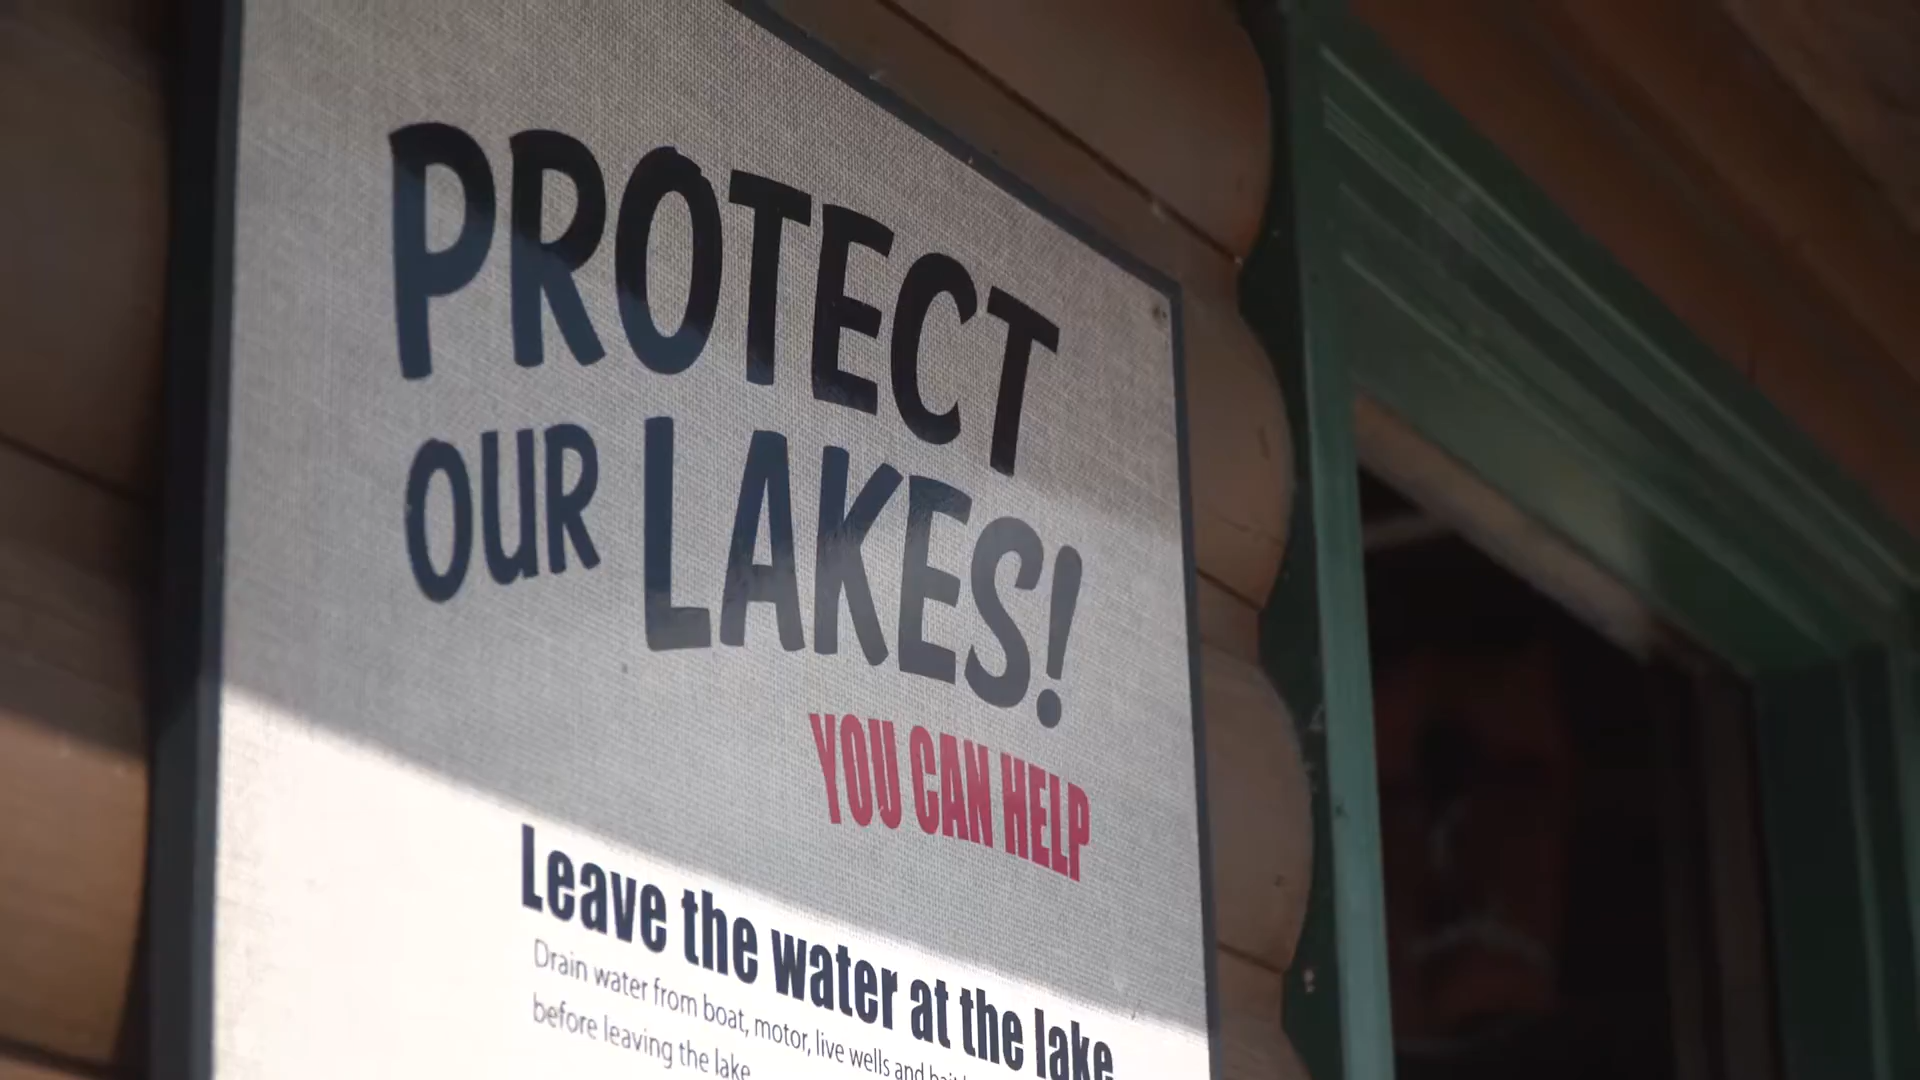 PROTECT
OUR LAKES!
YOU CAN HELP
Leave the water at the lake
Drain water from boat, motor, live wells and
before leaving the lake